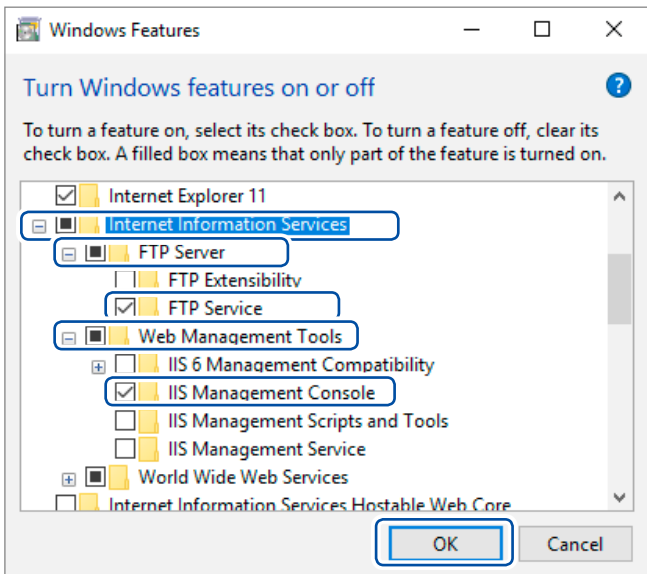 Windows Features
Turn Windows features on or off
?
To turn a feature on, select its check box. To turn a feature off, clear its
check box. A filled box means that only part of the feature is turned on.
Internet Explorer 11
Internet Information Services
FTP Server
FTP Extensibility
FTP Service
Web Management Tools
IIS 6 Management Compatibility
IIS Management Console
IIS Management Scripts and Tools
IIS Management Service
World Wide Web Services
Internet Information Services Hostable Web Core
OK Cancel